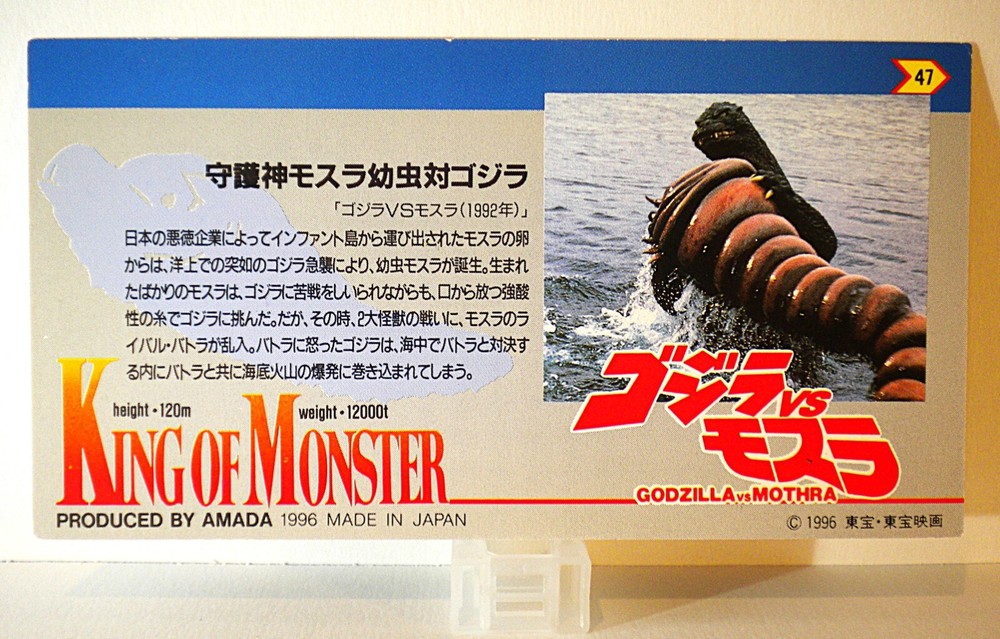 47
守護神モスラ幼虫対ゴジラ
「ゴジラVSモスラ(1992年)」
日本の悪徳企業によってインファント島から運び出されたモスラの卵
からは、洋上での突如のゴジラ急襲により、幼虫モスラが誕生。生まれ
たばかりのモスラは、ゴジラに苦戦をしいられながらも、口から放つ強酸
性の糸でゴジラに挑んだ。だが、その時、2大怪獣の戦いに、モスラのラ
イバル・バトラが乱入。バトラに怒ったゴジラは、海中でバトラと対決す
る内にバトラと共に海底火山の爆発に巻き込まれてしまう。
height・120m
weight・12000t
KING OF MONSTER
ゴジラVS
モスラ
GODZILLA vs MOTHRA
PRODUCED BY AMADA 1996 MADE IN JAPAN
© 1996 東宝・東宝映画